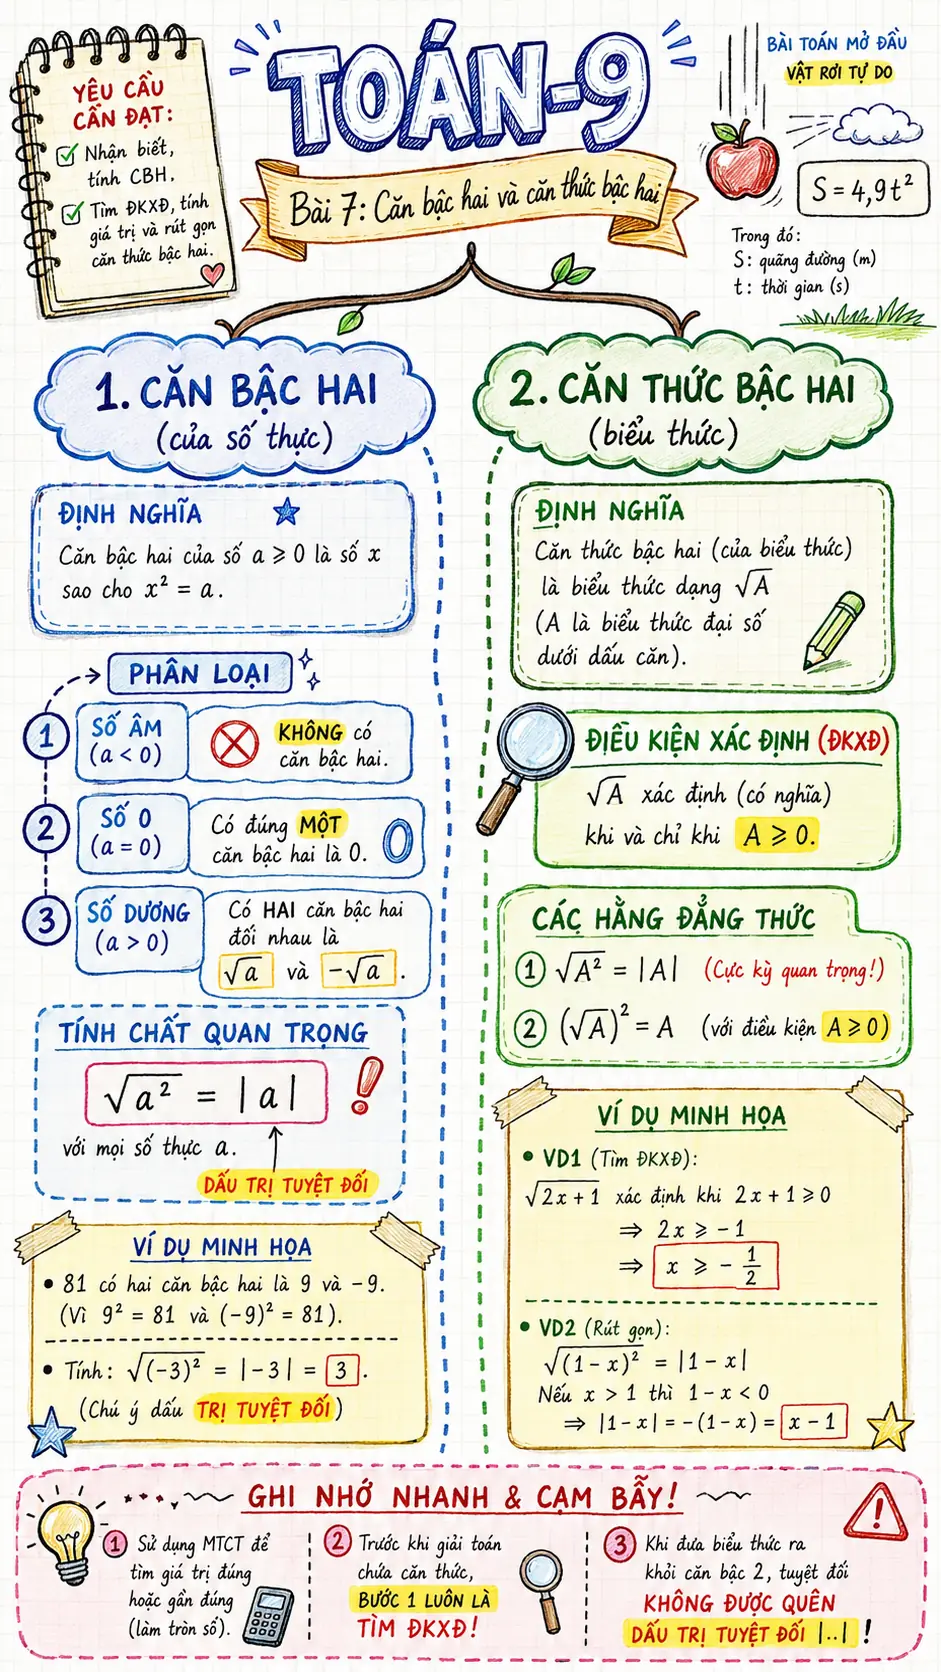 YÊU CẦU
CẦN ĐẠT:
Nhận biết,
tính CBH.
Tìm ĐKXĐ, tính
giá trị và rút gọn
căn thức bậc hai.
TOÁN-9
Bài 7: Căn bậc hai và căn thức bậc hai
BÀI TOÁN MỞ ĐẦU
VẬT RƠI TỰ DO
S = 4,9t²
Trong đó:
S: quãng đường (m)
t: thời gian (s)
1. CĂN BẬC HAI
(của số thực)
ĐỊNH NGHĨA
Căn bậc hai của số a ⩾ 0 là số x
sao cho x² = a.
PHÂN LOẠI
1 SỐ ÂM
(a < 0)
KHÔNG có
căn bậc hai.
2 SỐ 0
(a = 0)
Có đúng MỘT
căn bậc hai là 0.
3 SỐ DƯƠNG
(a > 0)
Có HAI căn bậc hai
đối nhau là
√a và -√a.
TÍNH CHẤT QUAN TRỌNG
√a² = |a| !
với mọi số thực a.
DẤU TRỊ TUYỆT ĐỐI
VÍ DỤ MINH HỌA
• 81 có hai căn bậc hai là 9 và -9.
(Vì 9² = 81 và (-9)² = 81).
• Tính: √(-3)² = |-3| = 3.
(Chú ý dấu TRỊ TUYỆT ĐỐI)
2. CĂN THỨC BẬC HAI
(biểu thức)
ĐỊNH NGHĨA
Căn thức bậc hai (của biểu thức)
là biểu thức dạng √A
(A là biểu thức đại số
dưới dấu căn).
ĐIỀU KIỆN XÁC ĐỊNH (ĐKXĐ)
√A xác định (có nghĩa)
khi và chỉ khi A ⩾ 0.
CÁC HẰNG ĐẲNG THỨC
1 √A² = |A| (Cực kỳ quan trọng!)
2 (√A)² = A (với điều kiện A ⩾ 0)
VÍ DỤ MINH HỌA
• VD1 (Tìm ĐKXĐ):
√2x + 1 xác định khi 2x + 1 ⩾ 0
⇒ 2x ⩾ -1
⇒ x ⩾ - 1/2
• VD2 (Rút gọn):
√(1 - x)² = |1 - x|
Nếu x > 1 thì 1 - x < 0
⇒ |1 - x| = -(1 - x) = x - 1
GHI NHỚ NHANH & CẠM BẪY!
1 Sử dụng MTCT để
tìm giá trị đúng
hoặc gần đúng
(làm tròn số).
2 Trước khi giải toán
chứa căn thức,
BƯỚC 1 LUÔN LÀ
TÌM ĐKXĐ!
3 Khi đưa biểu thức ra
khỏi căn bậc 2, tuyệt đối
KHÔNG ĐƯỢC QUÊN
DẤU TRỊ TUYỆT ĐỐI |..| !